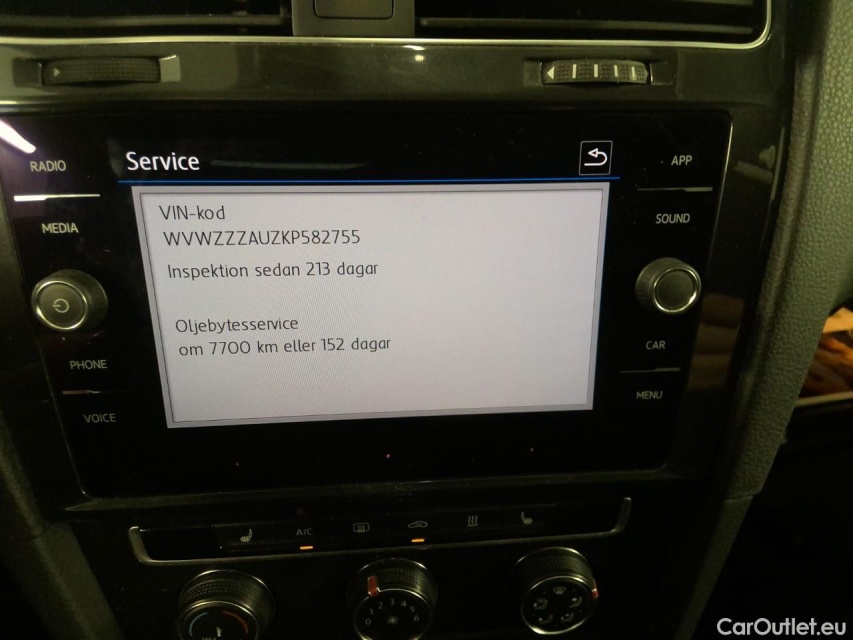 RADIO
MEDIA
PHONE
VOICE
Service
VIN-kod
WVWZZZAUZKP582755
Inspektion sedan 213 dagar
Oljebytesservice
om 7700 km eller 152 dagar
APP
SOUND
CAR
MENU
A/C
CarOutlet.eu